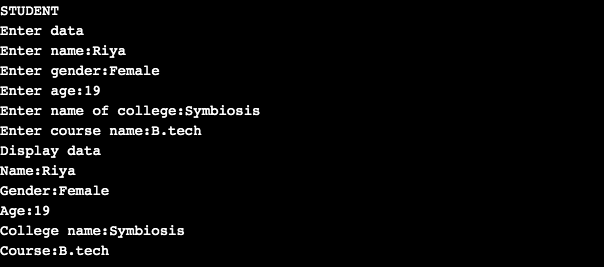 STUDENT
Enter data
Enter name:Riya
Enter gender:Female
Enter age:19
Enter name of college:Symbiosis
Enter course name:B.tech
Display data
Name:Riya
Gender:Female
Age:19
College name:Symbiosis
Course:B.tech